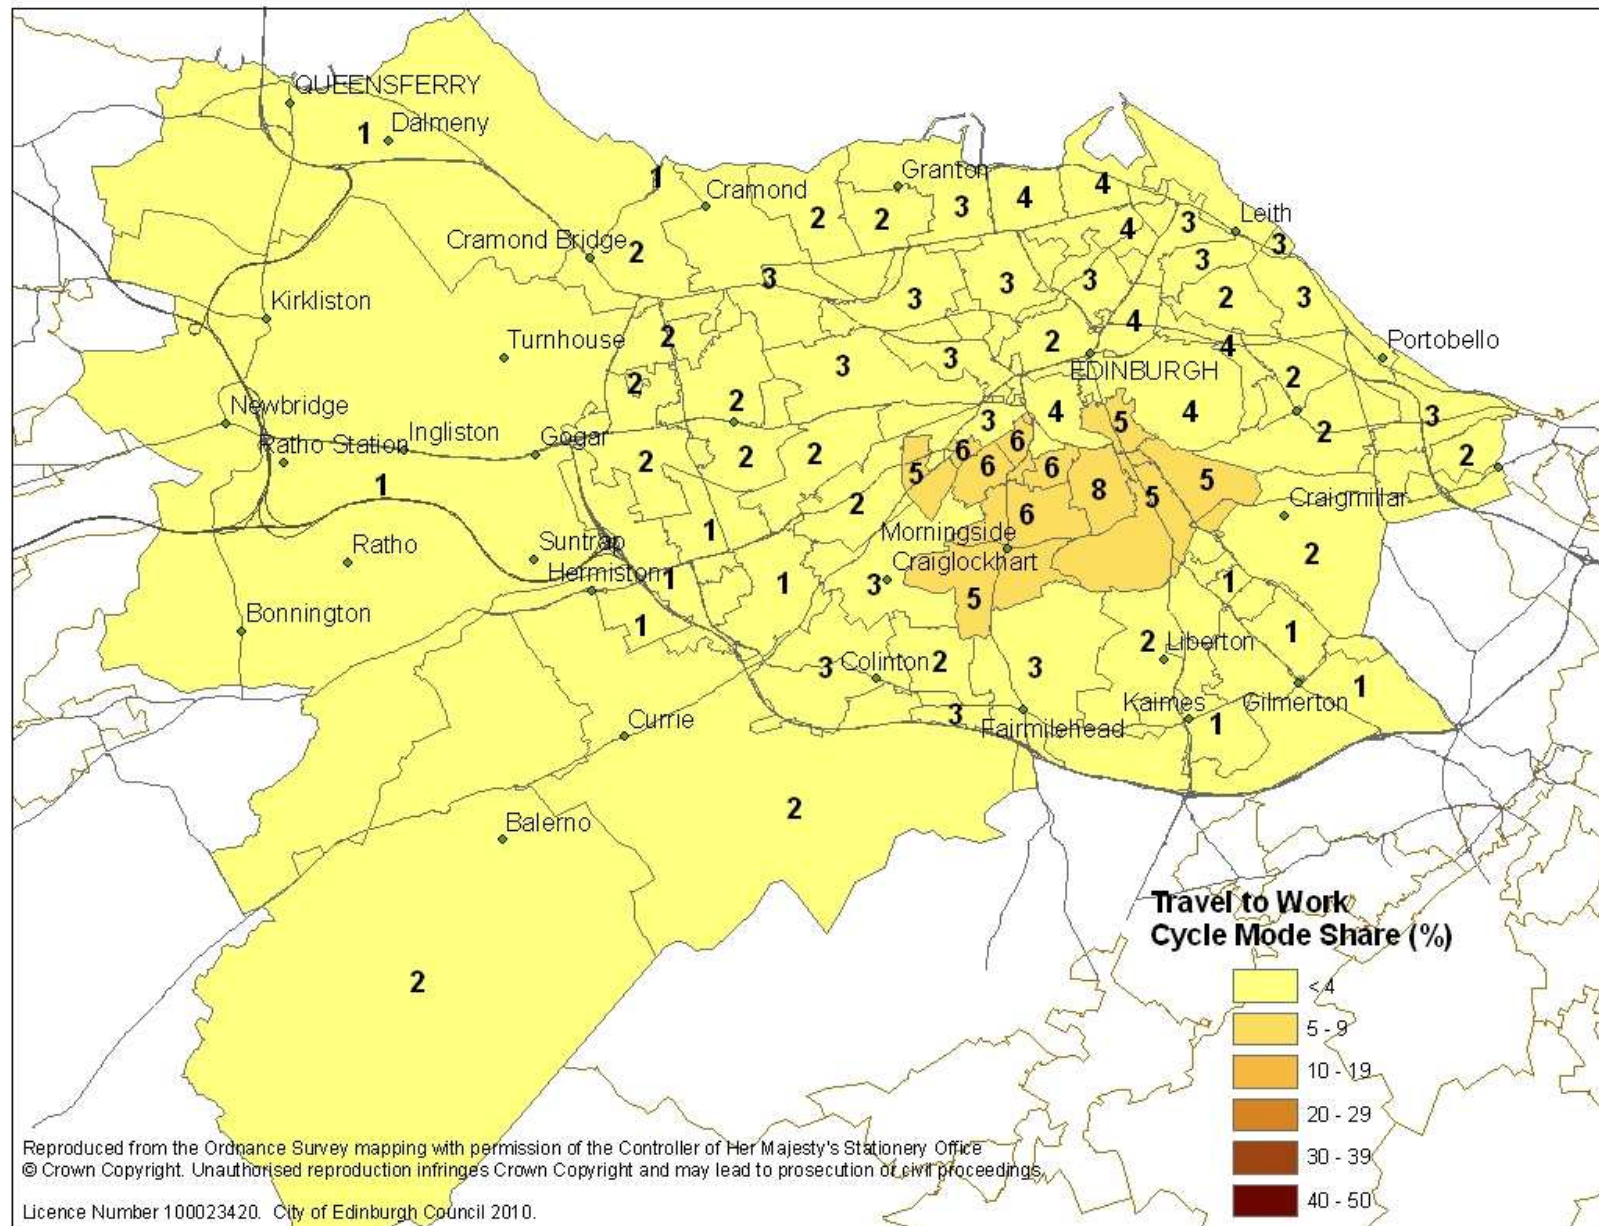 QUEENSFERRY
1
Dalmeny
1
Cramond
Granton
2
2
3
4
4
4
3
Leith
3
Cramond Bridge
2
3
3
3
3
3
2
3
Kirkliston
Turnhouse
2
2
3
3
2
4
4
Portobello
EDINBURGH
2
Newbridge
2
3
4
5
4
2
3
Ratho Station
Ingliston
Gogar
2
2
2
5
6
6
6
6
8
5
5
2
1
2
6
Craigmillar
Ratho
Suntrap
1
Morningside
2
Hermiston
1
1
3
Craiglockhart
1
Bonnington
1
5
1
3
Colinton
2
3
2
Liberton
Currie
3
Fairmilehead
Kaimes
1
Gilmerton
1
2
Balerno
2
Travel to Work
Cycle Mode Share (%)
< 4
5 - 9
10 - 19
20 - 29
30 - 39
40 - 50
Reproduced from the Ordnance Survey mapping with permission of the Controller of Her Majesty's Stationery Office
© Crown Copyright. Unauthorised reproduction infringes Crown Copyright and may lead to prosecution or civil proceedings.
Licence Number 100023420. City of Edinburgh Council 2010.